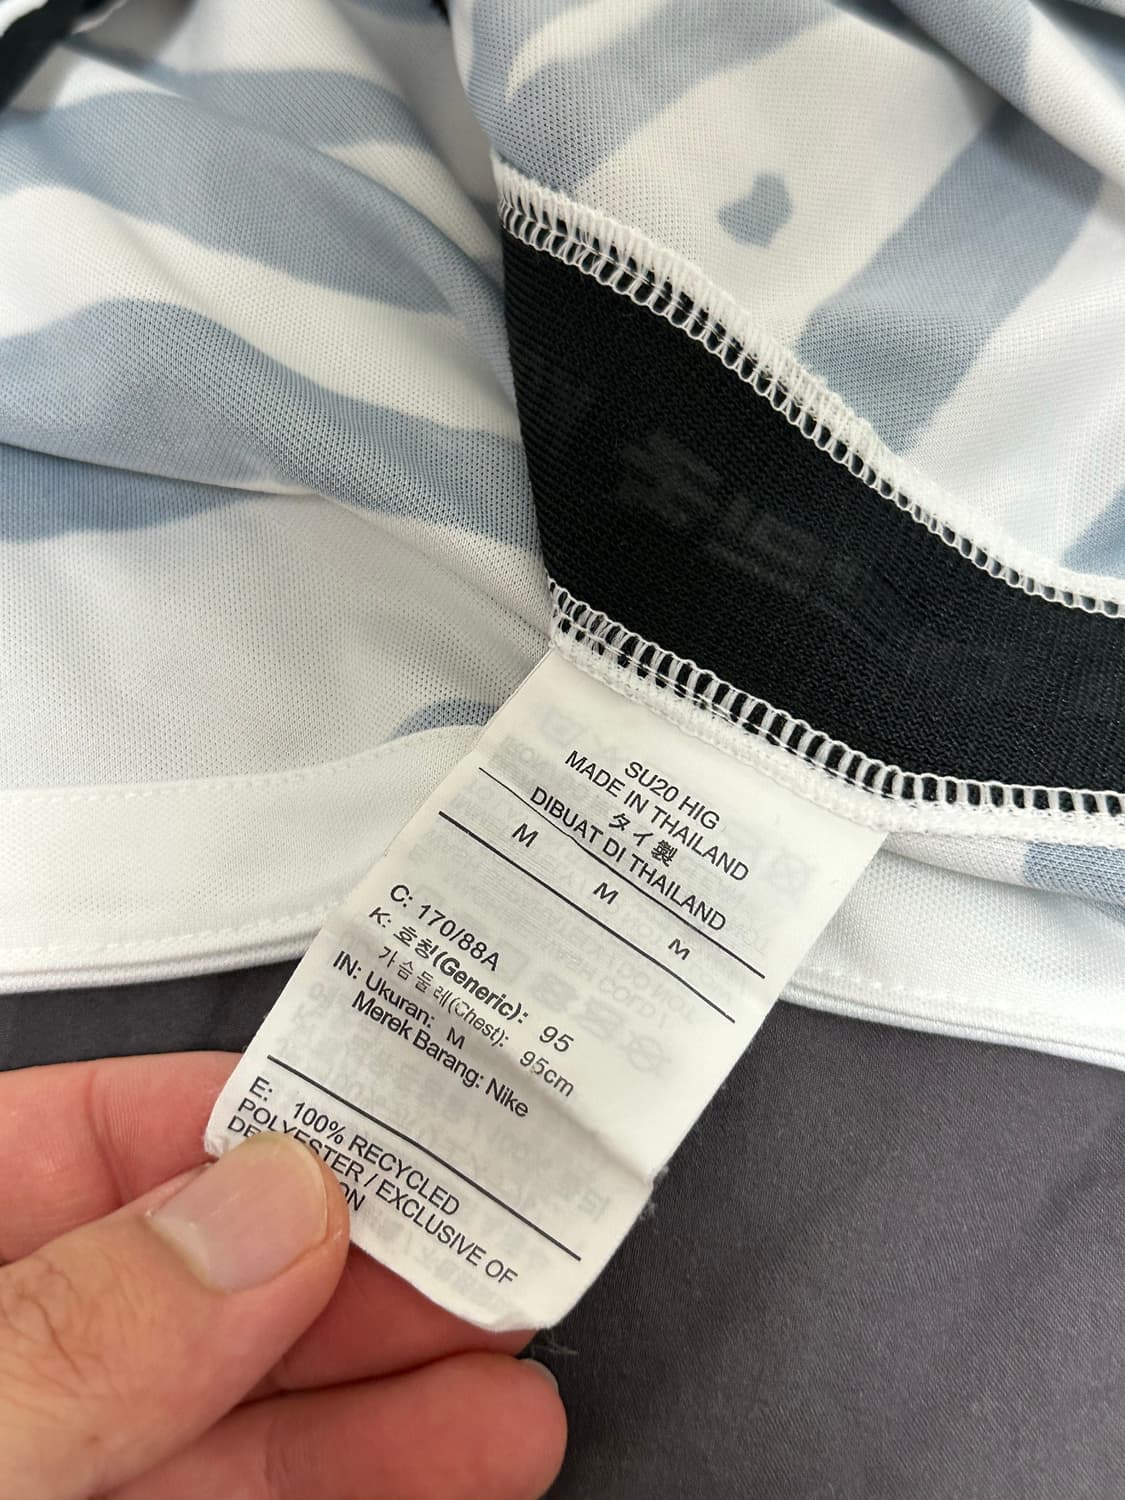 SU20 HIG
MADE IN THAILAND
タイ製
DIBUAT DI THAILAND
M M M
C: 170/88A
K: 호칭(Generic): 95
가슴둘레(Chest): 95cm
IN: Ukuran: M
Merek Barang: Nike
E: 100% RECYCLED
POLYESTER / EXCLUSIVE OF